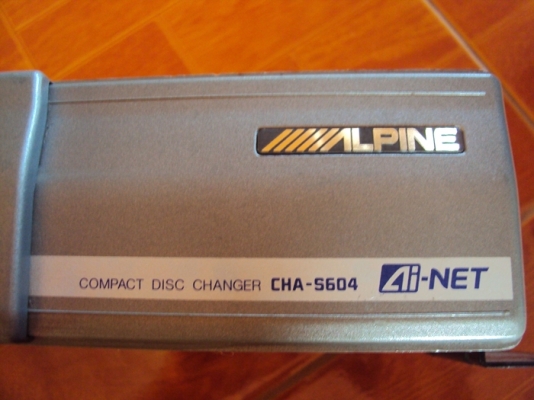 ALPINE
COMPACT DISC CHANGER CHA-S604 Ai-NET